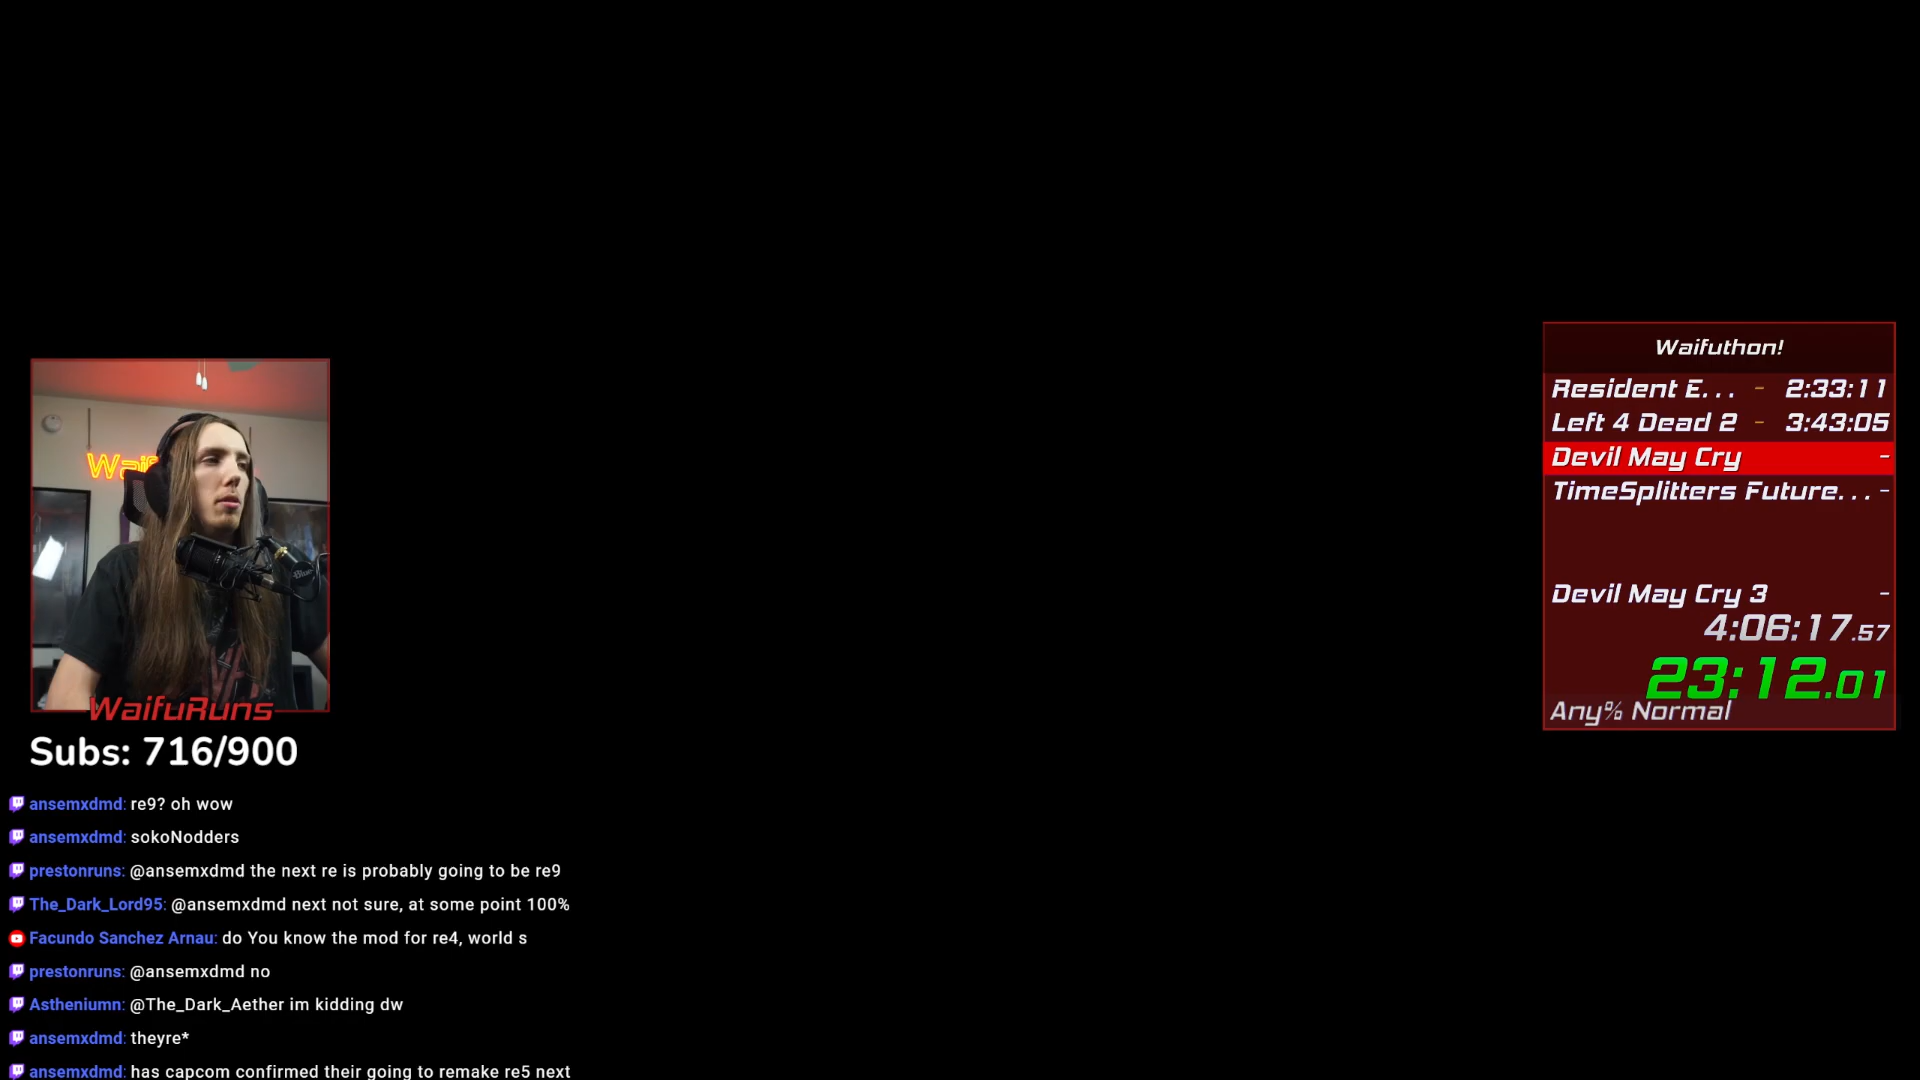 Waif
WaifuRuns
Subs: 716/900
ansemxdmd: re9? oh wow
ansemxdmd: sokoNodders
prestonruns: @ansemxdmd the next re is probably going to be re9
The_Dark_Lord95: @ansemxdmd next not sure, at some point 100%
Facundo Sanchez Arnau: do You know the mod for re4, world s
prestonruns: @ansemxdmd no
Astheniumn: @The_Dark_Aether im kidding dw
ansemxdmd: theyre*
ansemxdmd: has capcom confirmed their going to remake re5 next
Waifuthon!
Resident E... - 2:33:11
Left 4 Dead 2 - 3:43:05
Devil May Cry -
TimeSplitters Future... -
Devil May Cry 3 -
4:06:17.57
23:12.01
Any% Normal